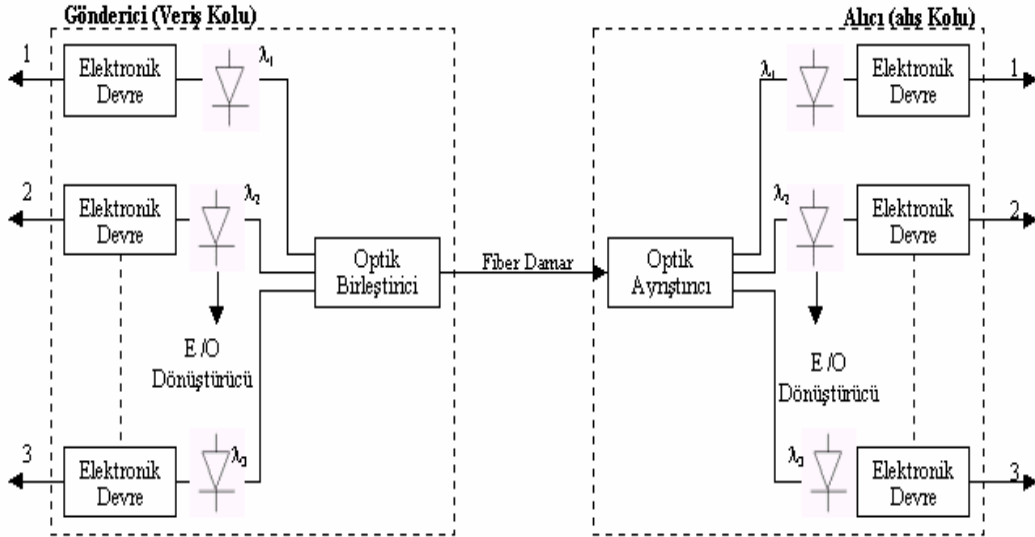 Gönderici (Veriş Kolu)
1
Elektronik
Devre
λ1
2
Elektronik
Devre
λ2
Optik
Birleştirici
E /O
Dönüştürücü
3
Elektronik
Devre
λ3
Fiber Damar
Alıcı (alış Kolu)
λ1
Elektronik
Devre
1
λ2
Elektronik
Devre
2
Optik
Ayrıştırıcı
E /O
Dönüştürücü
λ3
Elektronik
Devre
3